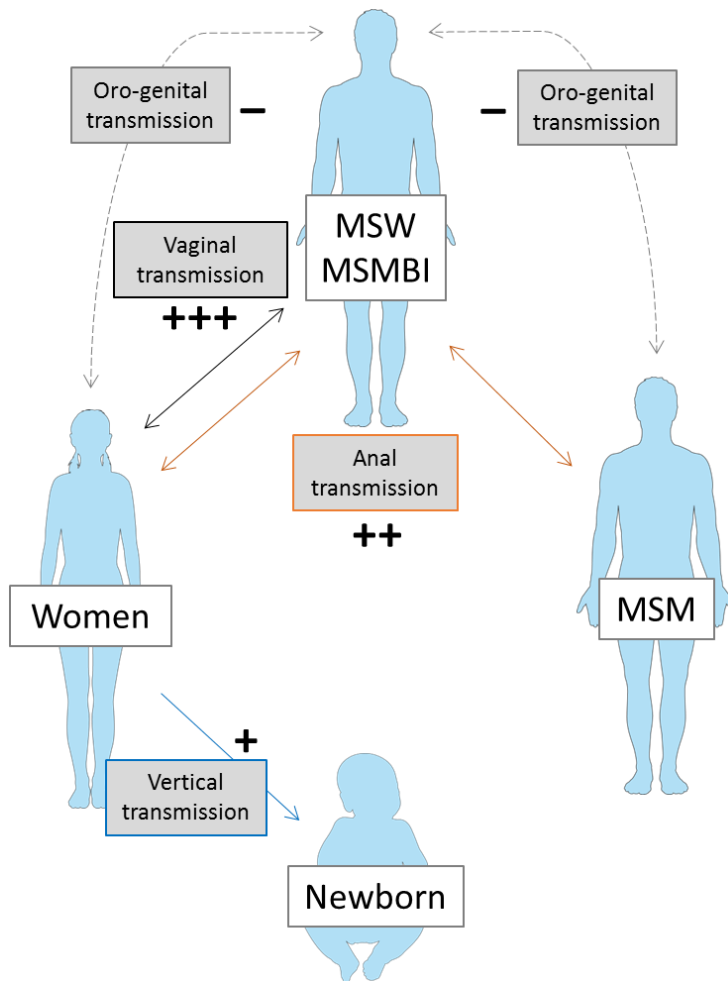 Oro-genital
transmission
−
−
Oro-genital
transmission
MSW
MSMBI
Vaginal
transmission
+++
Anal
transmission
++
Women
MSM
+
Vertical
transmission
Newborn